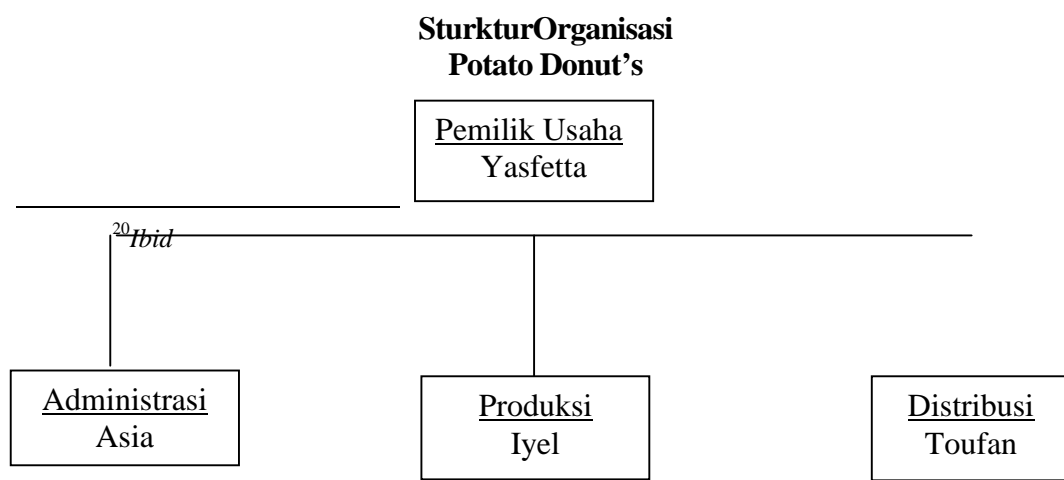 SturkturOrganisasi
Potato Donut's
Pemilik Usaha
Yasfetta
20Ibid
Administrasi
Asia
Produksi
Iyel
Distribusi
Toufan